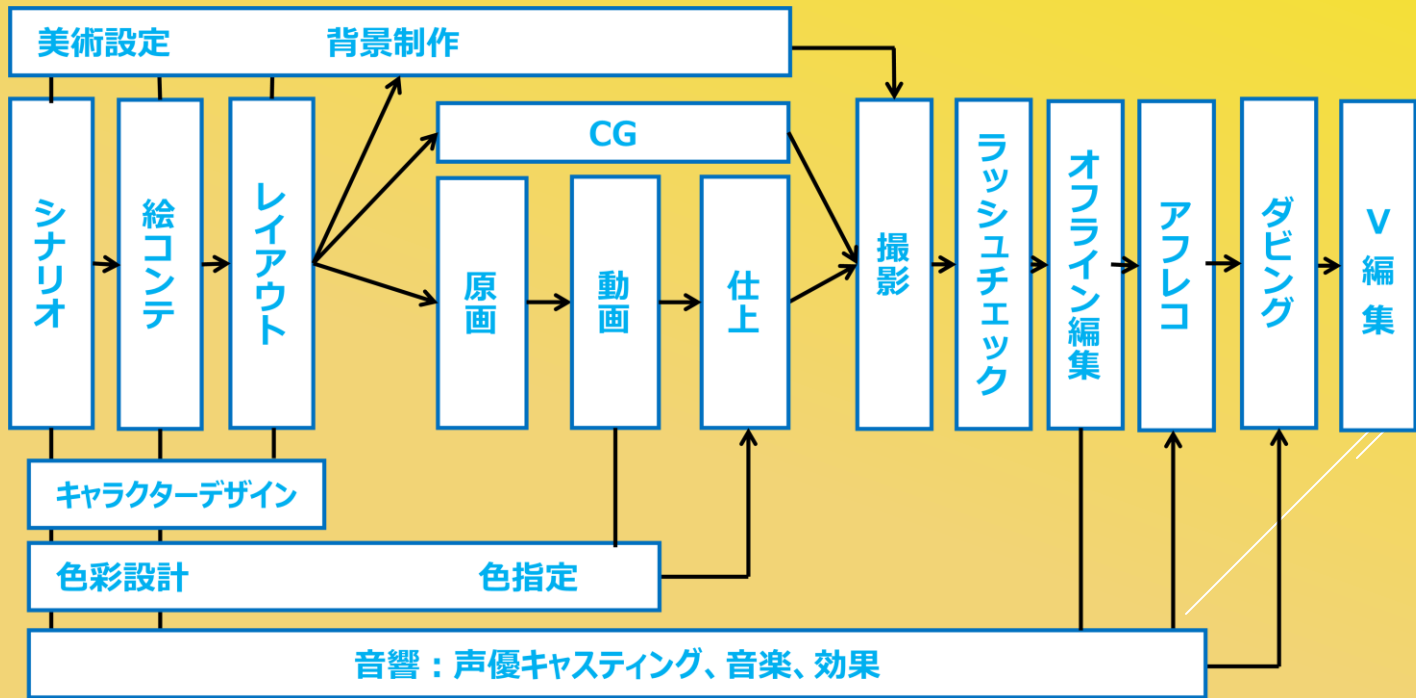 美術設定 背景制作
CG
シナリオ
絵コンテ
レイアウト
原画
動画
仕上
撮影
ラッシュチェック
オフライン編集
アフレコ
ダビング
V編集
キャラクターデザイン
色彩設計 色指定
音響：声優キャスティング、音楽、効果